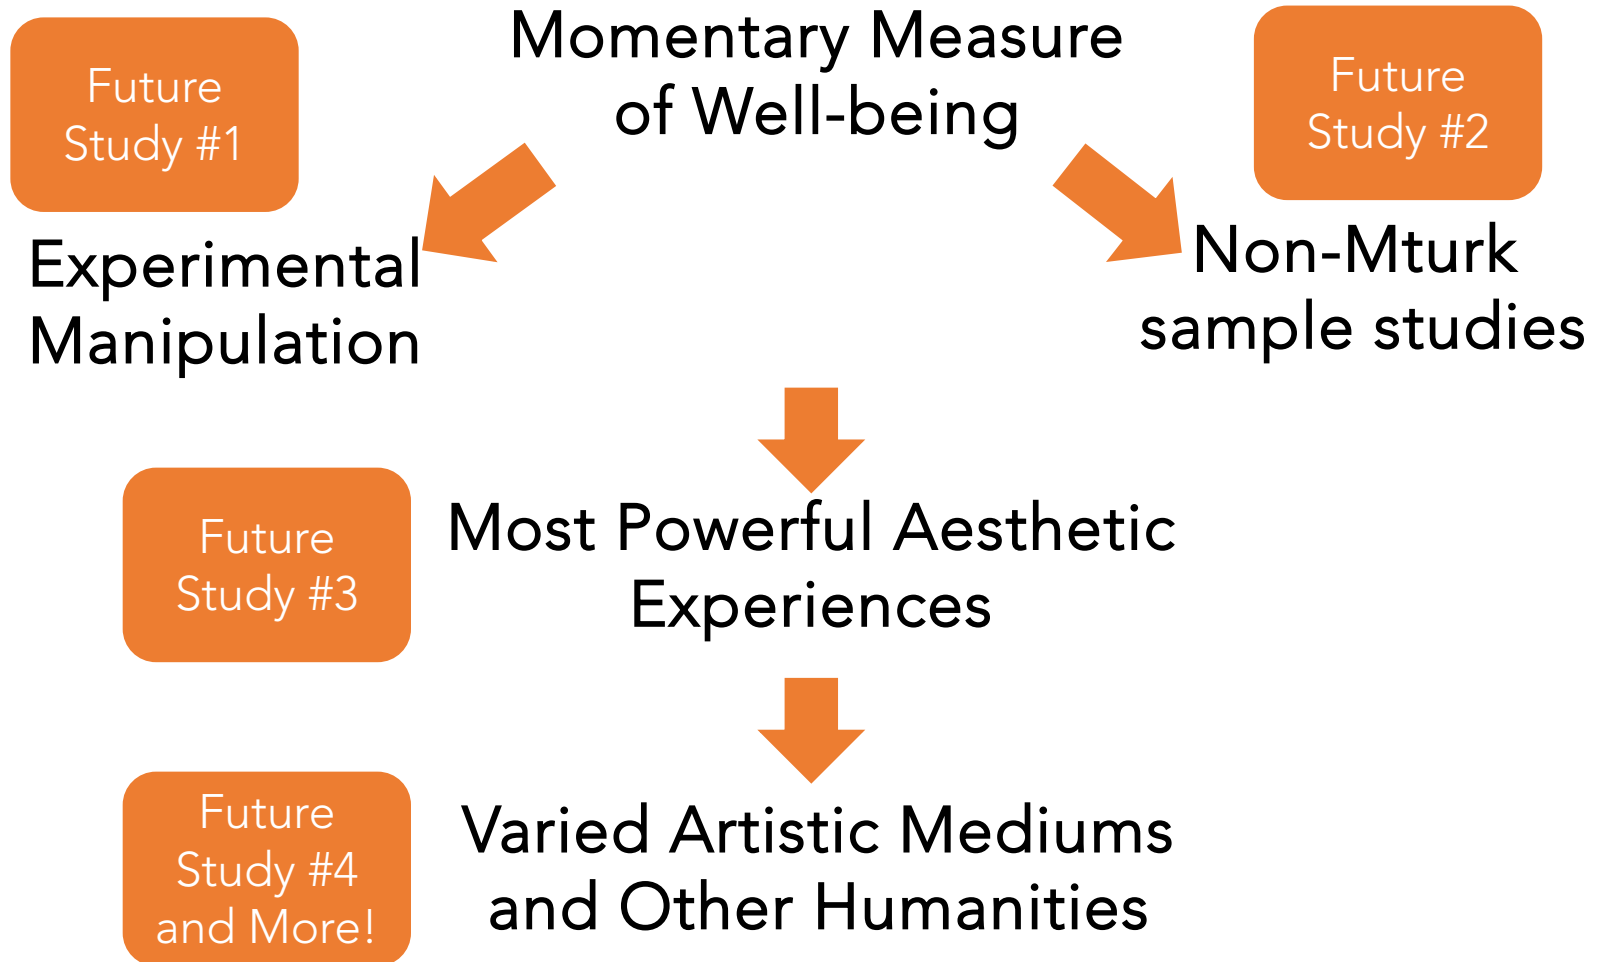 Momentary Measure
of Well-being
Future
Study #1
Future
Study #2
Experimental
Manipulation
Non-Mturk
sample studies
Future
Study #3
Most Powerful Aesthetic
Experiences
Future
Study #4
and More!
Varied Artistic Mediums
and Other Humanities